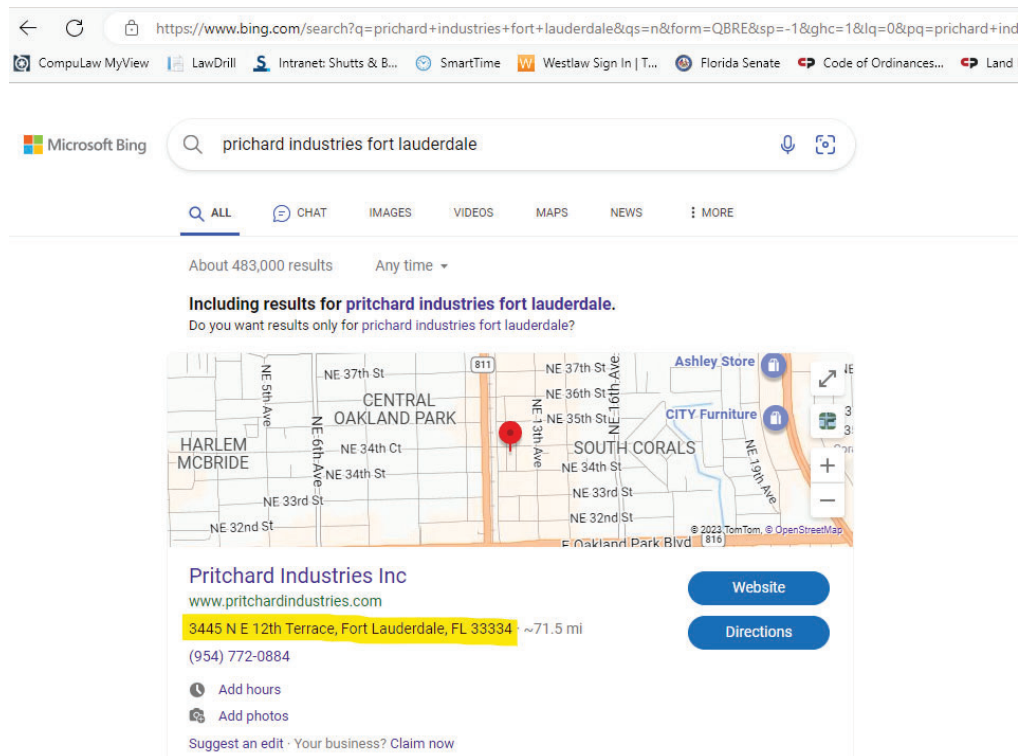 https://www.bing.com/search?q=prichard+industries+fort+lauderdale&qs=n&form=QBRE&sp=-1&ghc=1&lq=0&pq=prichard+ind
CompuLaw MyView LawDrill Intranet: Shutts & B... SmartTime Westlaw Sign In | T... Florida Senate Code of Ordinances... Land
Microsoft Bing
prichard industries fort lauderdale
ALL CHAT IMAGES VIDEOS MAPS NEWS MORE
About 483,000 results Any time
Including results for pritchard industries fort lauderdale.
Do you want results only for prichard industries fort lauderdale?
NE 5th Ave
NE 37th St
811
NE 37th St
NE 16th Ave
Ashley Store
CENTRAL
OAKLAND PARK
NE 36th St
NE 6th Ave
NE 13th Ave
NE 35th St
CITY Furniture
HARLEM
MCBRIDE
NE 34th Ct
SOUTH CORALS
NE 34th St
NE 34th St
NE 19th Ave
NE 33rd St
NE 33rd St
NE 32nd St
NE 32nd St
© 2023 TomTom, © OpenStreetMap
E Oakland Park Blvd
816
Pritchard Industries Inc
Website
www.pritchardindustries.com
3445 N E 12th Terrace, Fort Lauderdale, FL 33334 · ~71.5 mi
Directions
(954) 772-0884
Add hours
Add photos
Suggest an edit · Your business? Claim now